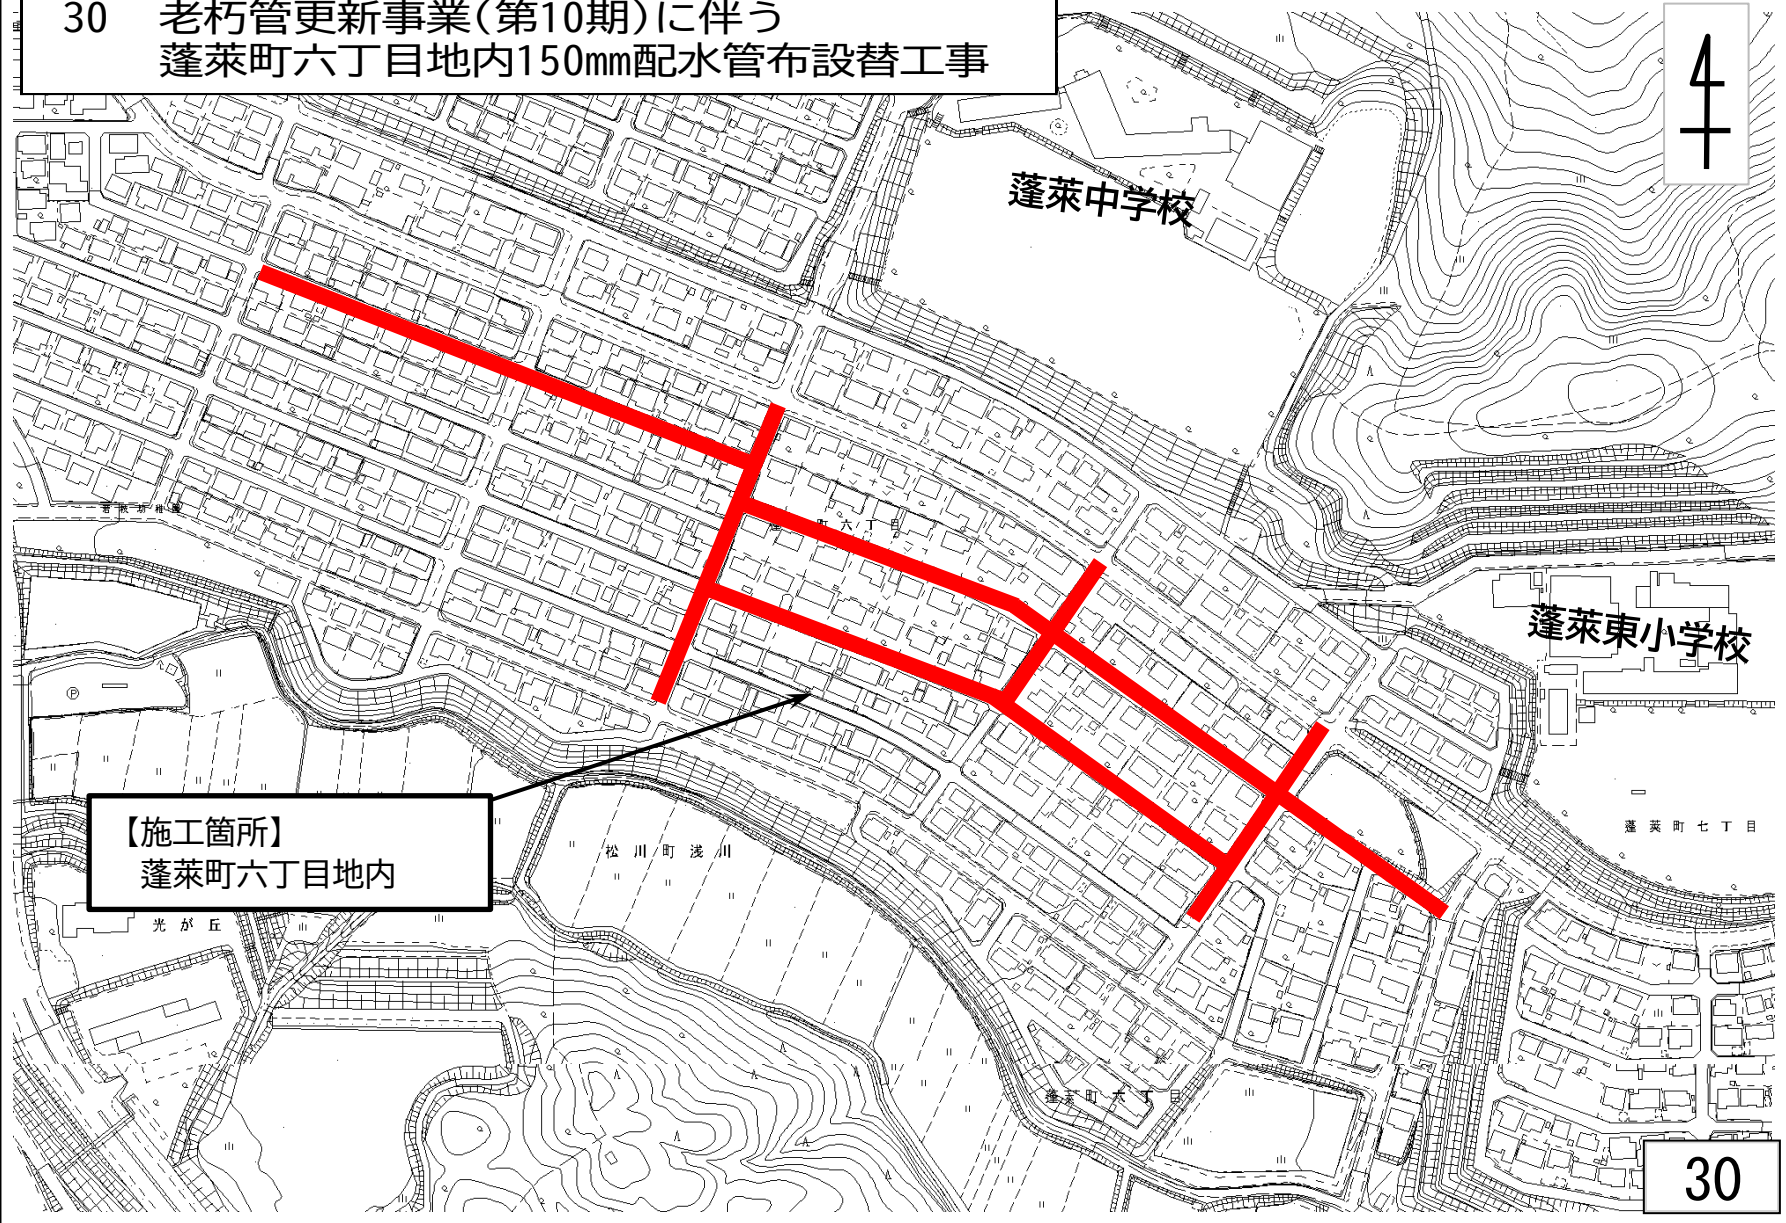 30 老朽管更新事業(第10期)に伴う
蓬莱町六丁目地内150mm配水管布設替工事
蓬莱中学校
蓬莱東小学校
町六丁目
蓬莱町七丁目
【施工箇所】
蓬莱町六丁目地内
松川町浅川
光が丘
蓬莱町六丁目
30